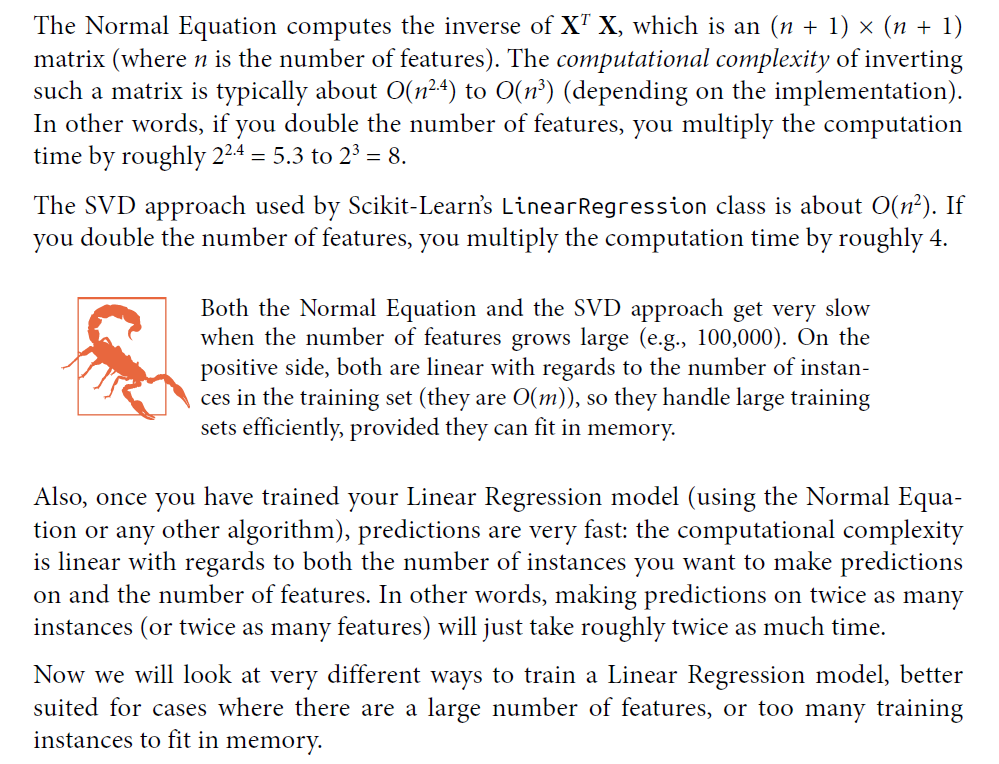 The Normal Equation computes the inverse of Xᵀ X, which is an (n + 1) × (n + 1)
matrix (where n is the number of features). The computational complexity of inverting
such a matrix is typically about O(n²·⁴) to O(n³) (depending on the implementation).
In other words, if you double the number of features, you multiply the computation
time by roughly 2²·⁴ = 5.3 to 2³ = 8.
The SVD approach used by Scikit-Learn’s LinearRegression class is about O(n²). If
you double the number of features, you multiply the computation time by roughly 4.
Both the Normal Equation and the SVD approach get very slow
when the number of features grows large (e.g., 100,000). On the
positive side, both are linear with regards to the number of instan‐
ces in the training set (they are O(m)), so they handle large training
sets efficiently, provided they can fit in memory.
Also, once you have trained your Linear Regression model (using the Normal Equa‐
tion or any other algorithm), predictions are very fast: the computational complexity
is linear with regards to both the number of instances you want to make predictions
on and the number of features. In other words, making predictions on twice as many
instances (or twice as many features) will just take roughly twice as much time.
Now we will look at very different ways to train a Linear Regression model, better
suited for cases where there are a large number of features, or too many training
instances to fit in memory.